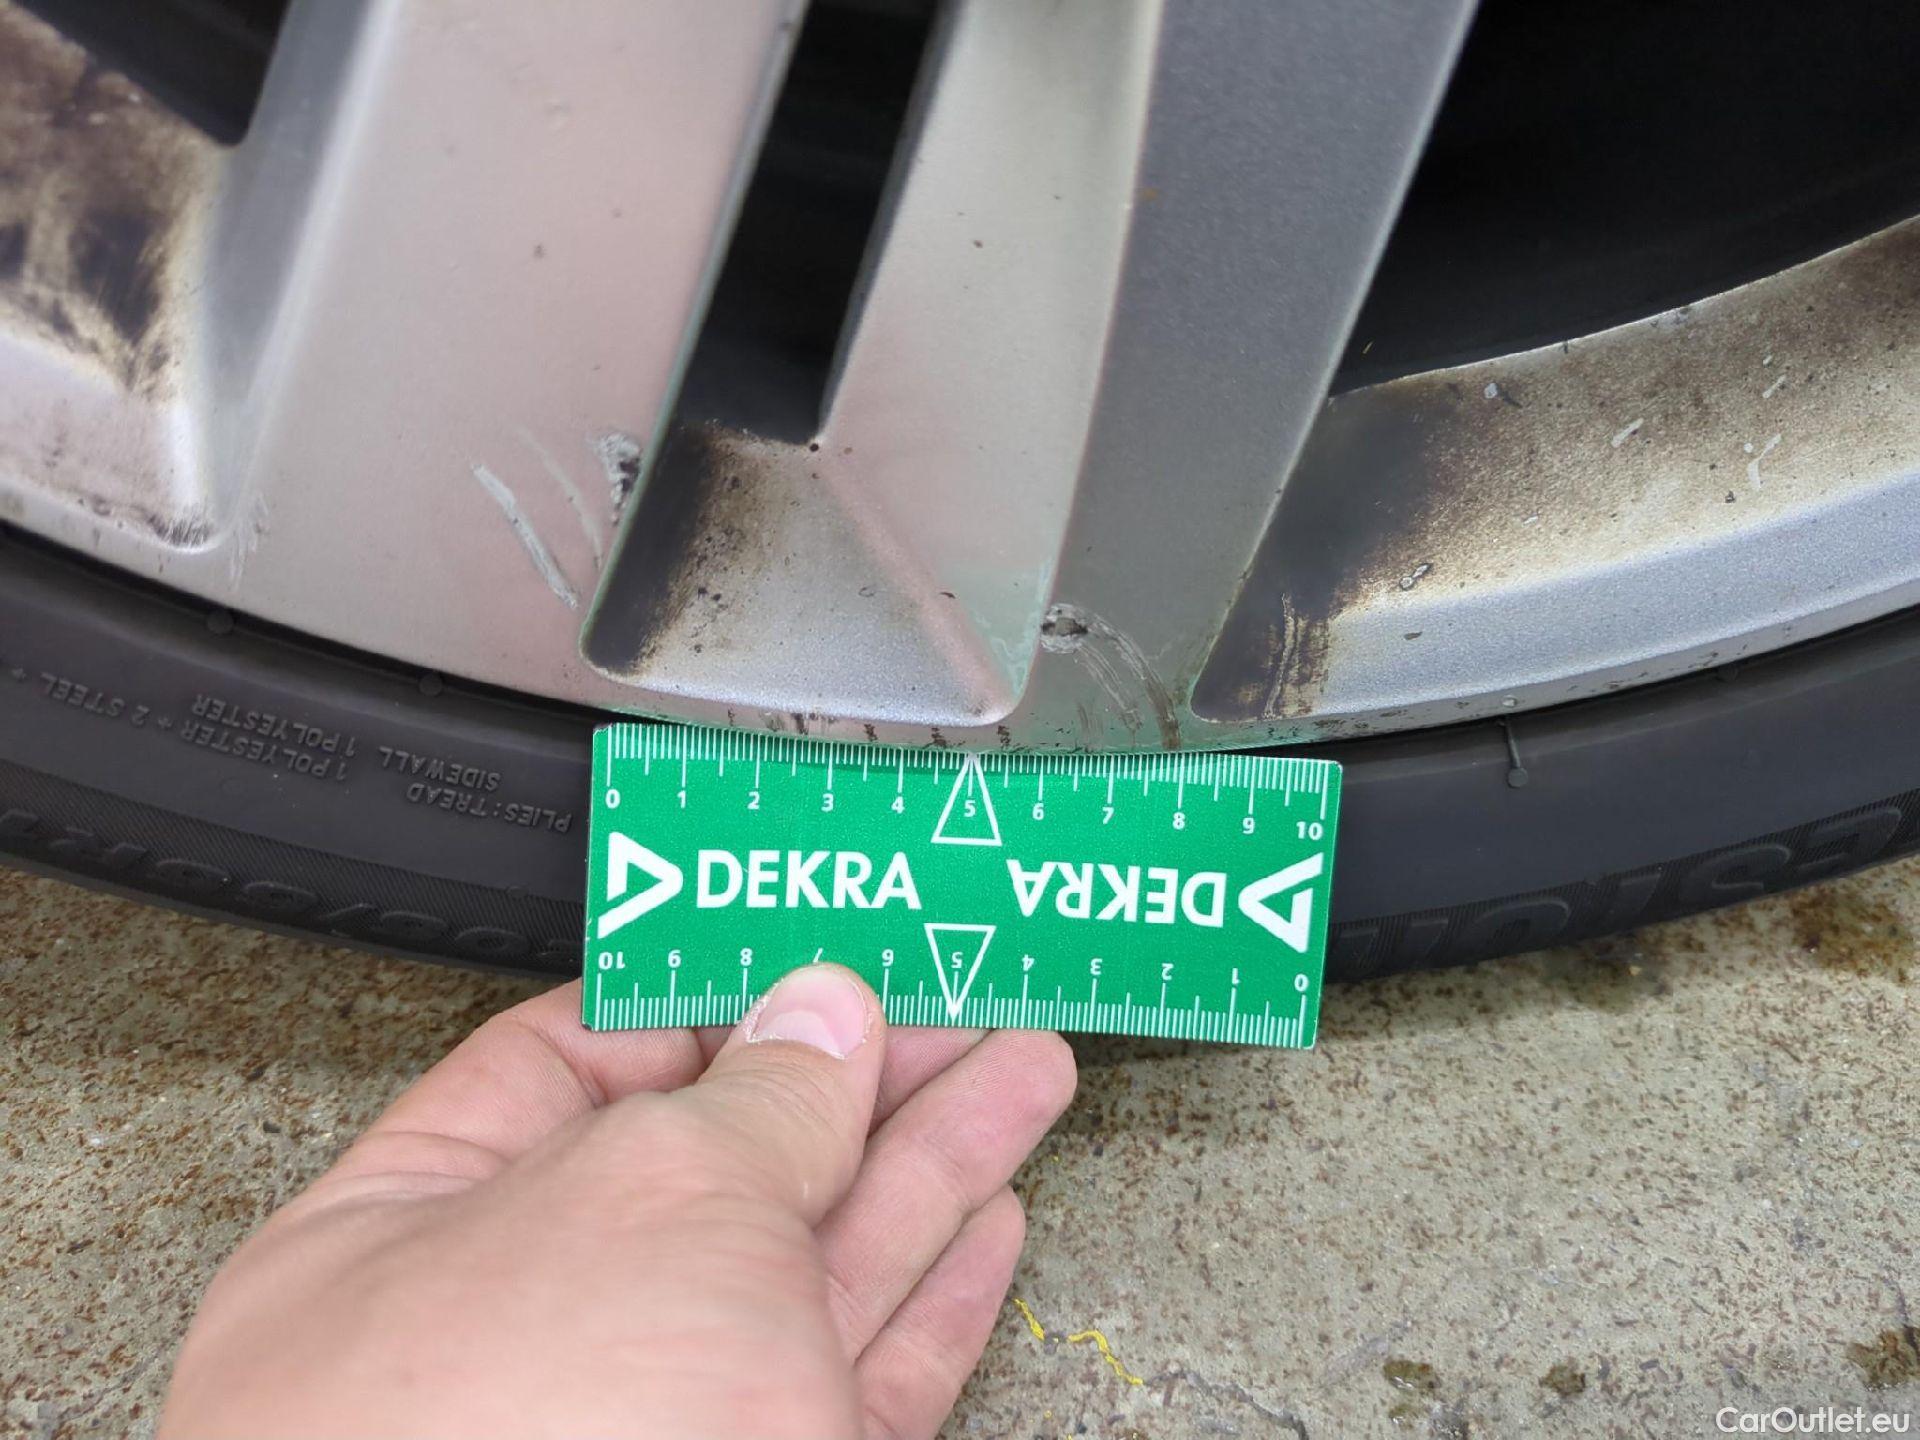 PLIES: TREAD 1 POLYESTER + 2 STEEL +
SIDEWALL 1 POLYESTER
0 1 2 3 4 5 6 7 8 9 10
DEKRA DEKRA
10 9 8 7 6 5 4 3 2 1 0
CarOutlet.eu